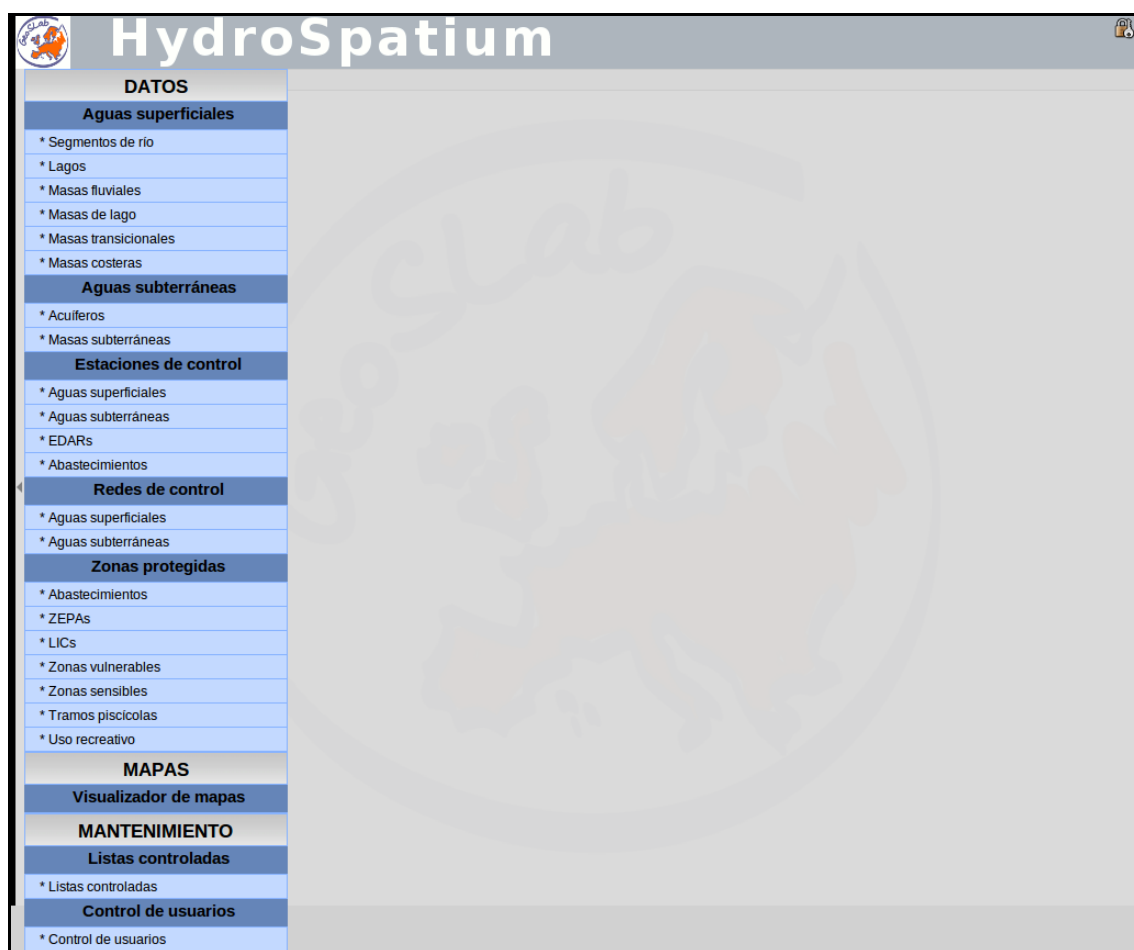 GeoSLab
HydroSpatium
DATOS
Aguas superficiales
* Segmentos de río
* Lagos
* Masas fluviales
* Masas de lago
* Masas transicionales
* Masas costeras
Aguas subterráneas
* Acuíferos
* Masas subterráneas
Estaciones de control
* Aguas superficiales
* Aguas subterráneas
* EDARs
* Abastecimientos
Redes de control
* Aguas superficiales
* Aguas subterráneas
Zonas protegidas
* Abastecimientos
* ZEPAs
* LICs
* Zonas vulnerables
* Zonas sensibles
* Tramos piscícolas
* Uso recreativo
MAPAS
Visualizador de mapas
MANTENIMIENTO
Listas controladas
* Listas controladas
Control de usuarios
* Control de usuarios
GeoSLab